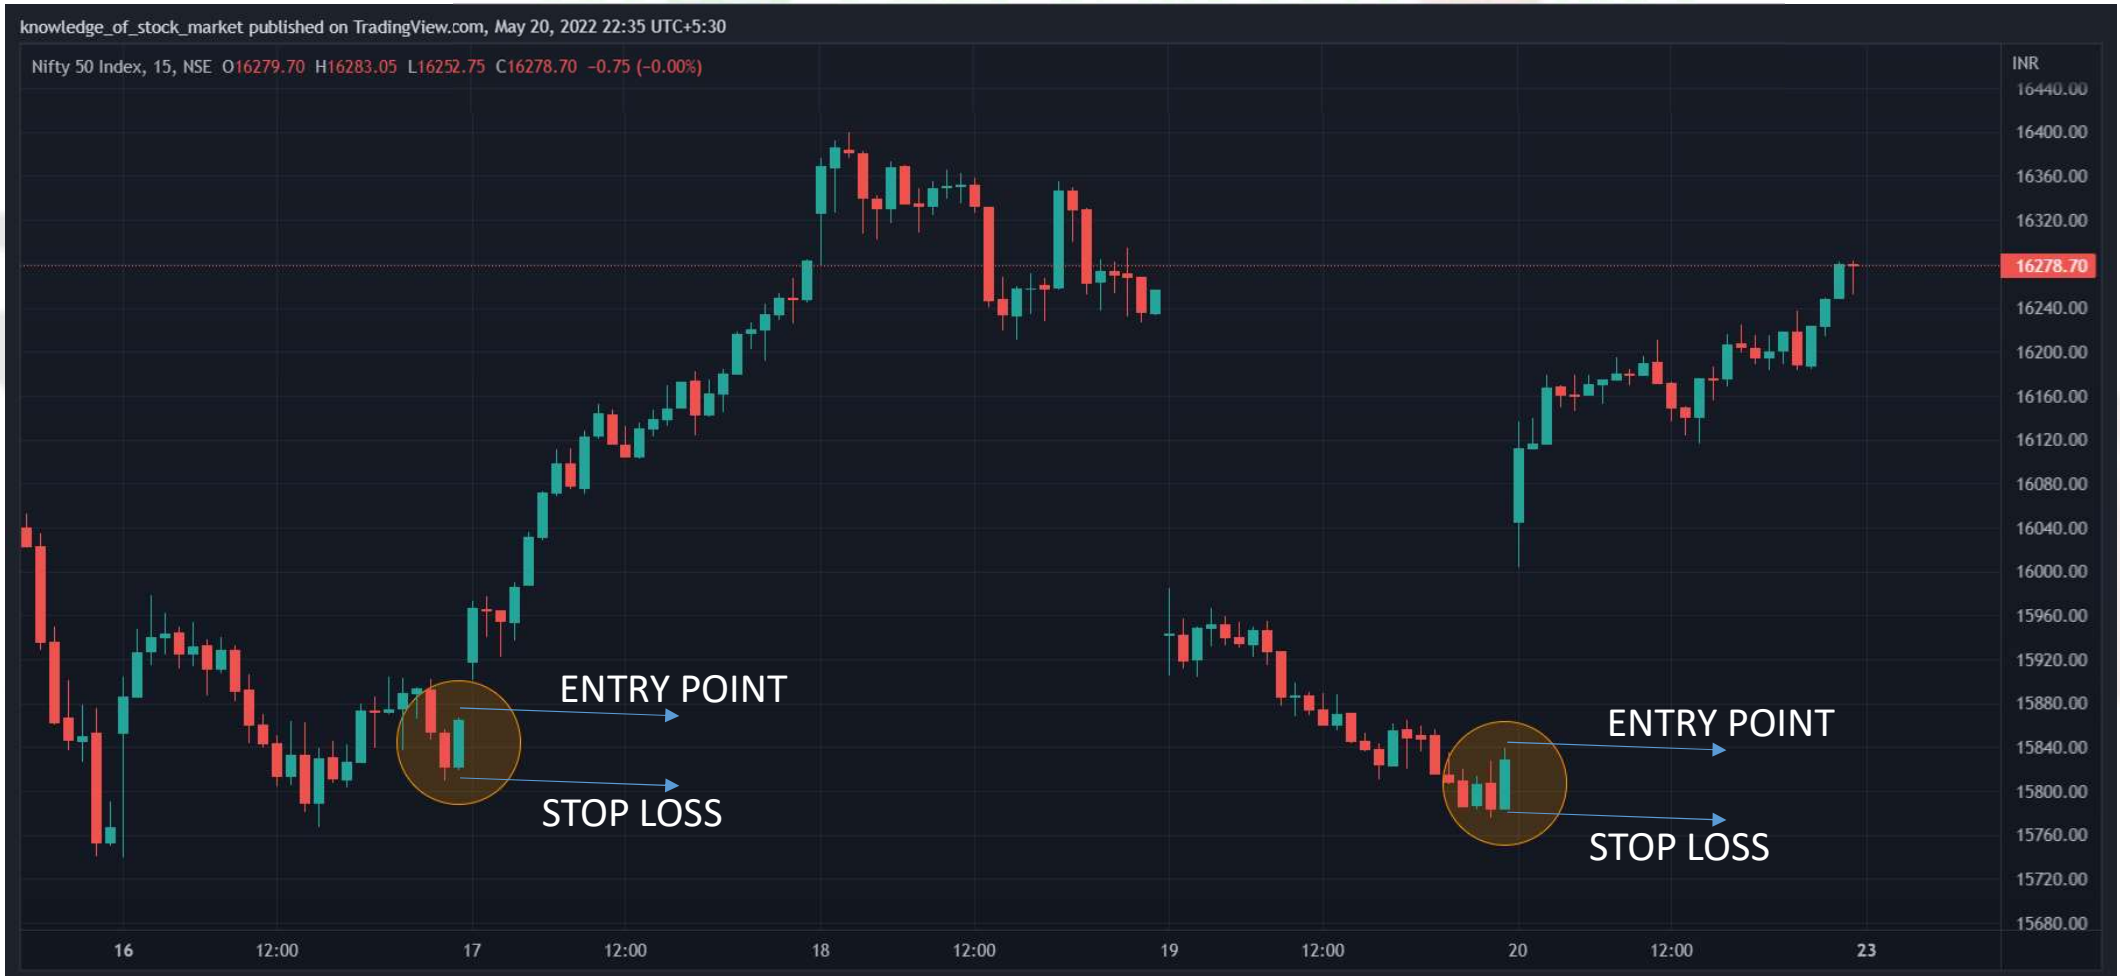 knowledge_of_stock_market published on TradingView.com, May 20, 2022 22:35 UTC+5:30
Nifty 50 Index, 15, NSE O16279.70 H16283.05 L16252.75 C16278.70 −0.75 (−0.00%)
INR
16440.00
16400.00
16360.00
16320.00
16278.70
16240.00
16200.00
16160.00
16120.00
16080.00
16040.00
16000.00
15960.00
15920.00
15880.00
15840.00
15800.00
15760.00
15720.00
15680.00
ENTRY POINT
STOP LOSS
ENTRY POINT
STOP LOSS
16 12:00 17 12:00 18 12:00 19 12:00 20 12:00 23